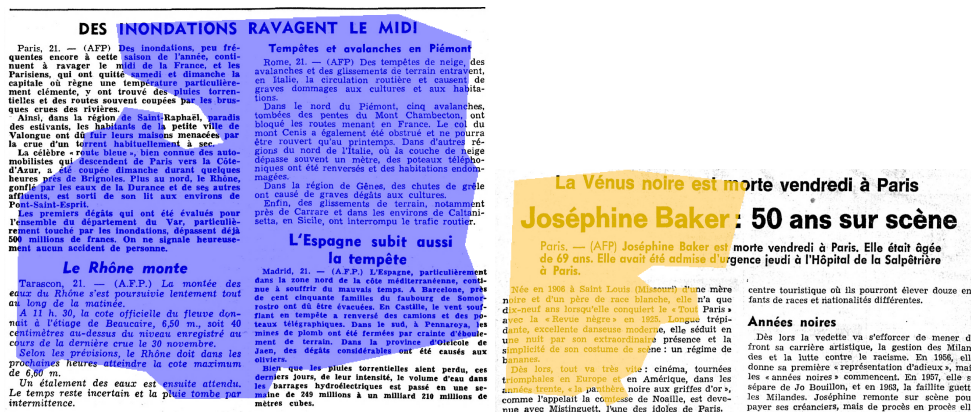 DES INONDATIONS RAVAGENT LE MIDI
Paris, 21. — (AFP) Des inondations, peu fré-
quentes encore à cette saison de l'année, conti-
nuent à ravager le midi de la France, et les
Parisiens, qui ont quitté samedi et dimanche la
capitale où règne une température particulière-
ment clémente, y ont trouvé des pluies torren-
tielles et des routes souvent coupées par les brus-
ques crues des rivières.
Ainsi, dans la région de Saint-Raphaël, paradis
des estivants, les habitants de la petite ville de
Valongue ont dû fuir leurs maisons menacées par
la crue d'un torrent habituellement à sec.
La célèbre « route bleue », bien connue des auto-
mobilistes qui descendent de Paris vers la Côte-
d'Azur, a été coupée dimanche durant quelques
heures près de Brignoles. Plus au nord, le Rhône,
gonflé par les eaux de la Durance et de ses autres
affluents, est sorti de son lit aux environs de
Pont-Saint-Esprit.
Les premiers dégâts qui ont été évalués pour
l'ensemble du département du Var, particuliè-
rement touché par les inondations, dépassent déjà
500 millions de francs. On ne signale heureuse-
ment aucun accident de personne.
Le Rhône monte
Tarascon, 21. — (A.F.P.) La montée des
eaux du Rhône s'est poursuivie lentement tout
au long de la matinée.
A 11 h. 30, la cote officielle du fleuve don-
nait à l'étiage de Beaucaire, 6,50 m., soit 40
centimètres au-dessus du niveau enregistré au
cours de la dernière crue le 30 novembre.
Selon les prévisions, le Rhône doit dans les
prochaines heures atteindre la cote maximum
de 6,60 m.
Un étalement des eaux est ensuite attendu.
Le temps reste incertain et la pluie tombe par
intermittence.
Tempêtes et avalanches en Piémont
Rome, 21. — (AFP) Des tempêtes de neige, des
avalanches et des glissements de terrain entravent,
en Italie, la circulation routière et causent de
graves dommages aux cultures et aux habita-
tions.
Dans le nord du Piémont, cinq avalanches,
tombées des pentes du Mont Chambecton, ont
bloqué les routes menant en France. Le col du
mont Cenis a également été obstrué et ne pourra
être rouvert qu'au printemps. Dans d'autres ré-
gions du nord de l'Italie, où la couche de neige
dépasse souvent un mètre, des poteaux télépho-
niques ont été renversés et des habitations endom-
magées.
Dans la région de Gênes, des chutes de grêle
ont causé de graves dégâts aux cultures.
Enfin, des glissements de terrain, notamment
près de Carrare et dans les environs de Caltani-
setta, en Sicile, ont interrompu le trafic routier.
L'Espagne subit aussi
la tempête
Madrid, 21. — (A.F.P.) L'Espagne, particulièrement
dans la zone nord de la côte méditerranéenne, conti-
nue à souffrir du mauvais temps. A Barcelone, près
de cent cinquante familles du faubourg de Somor-
rostro ont dû être évacuées. En Castille, le vent souf-
flant en tempête a renversé des camions et des po-
teaux télégraphiques. Dans le sud, à Pennaroya, les
mines de plomb ont été fermées par crainte d'éboule-
ment de terrain. Dans la province d'Oleicole de
Jaen, des dégâts considérables ont été causés aux
oliviers.
Bien que les pluies torrentielles aient perdu, ces
derniers jours, de leur intensité, le volume d'eau dans
les barrages hydroélectriques est passé en une se-
maine de 249 millions à un milliard 210 millions de
mètres cubes.
La Vénus noire est morte vendredi à Paris
Joséphine Baker : 50 ans sur scène
Paris. — (AFP) Joséphine Baker est morte vendredi à Paris. Elle était âgée
de 69 ans. Elle avait été admise d'urgence jeudi à l'Hôpital de la Salpêtrière
à Paris.
Née en 1906 à Saint Louis (Missouri) d'une mère
noire et d'un père de race blanche, elle n'a que
dix-neuf ans lorsqu'elle conquiert le « Tout Paris »
avec la « Revue nègre » en 1925. Longue trépi-
dante, excellente danseuse moderne, elle séduit en
une nuit par son extraordinaire présence et la
simplicité de son costume de scène : un régime de
bananes.
Dès lors, tout va très vite : cinéma, tournées
triomphales en Europe et en Amérique, dans les
années trente, « la panthère noire aux griffes d'or »,
comme l'appelait la comtesse de Noaille, est deve-
nue avec Mistinguett, l'une des idoles de Paris.
centre touristique où ils pourront élever douze en-
fants de races et nationalités différentes.
Années noires
Dès lors la vedette va s'efforcer de mener d
front sa carrière artistique, la gestion des Milan
des et la lutte contre le racisme. En 1956, ell
donne sa première « représentation d'adieux », mai
les « années noires » commencent. En 1957, elle s
sépare de Jo Bouillon, et en 1963, la faillite guett
les Milandes. Joséphine remonte sur scène pou
payer ses créanciers, mais de procès en procès d